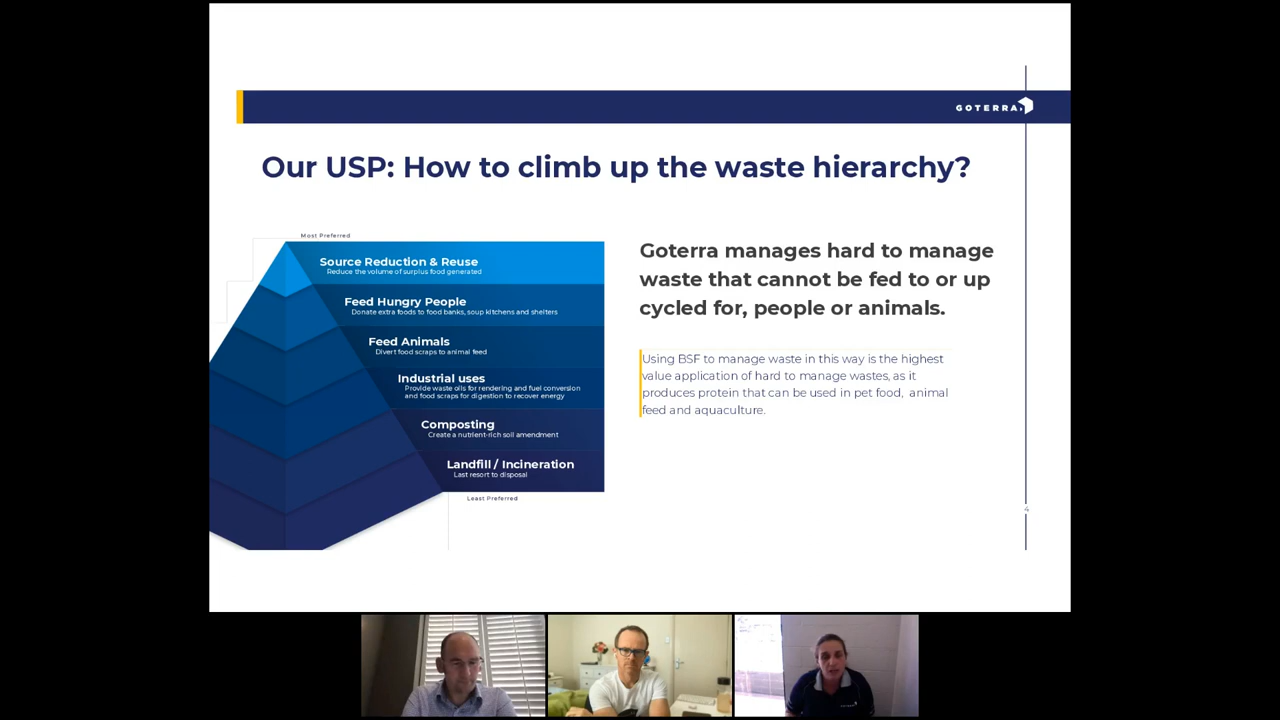 GOTERRA
Our USP: How to climb up the waste hierarchy?
Most Preferred
Source Reduction & Reuse
Reduce the volume of surplus food generated
Feed Hungry People
Donate extra foods to food banks, soup kitchens and shelters
Feed Animals
Divert food scraps to animal feed
Industrial uses
Provide waste oils for rendering and fuel conversion
and food scraps for digestion to recover energy
Composting
Create a nutrient-rich soil amendment
Landfill / Incineration
Last resort to disposal
Least Preferred
Goterra manages hard to manage
waste that cannot be fed to or up
cycled for, people or animals.
Using BSF to manage waste in this way is the highest
value application of hard to manage wastes, as it
produces protein that can be used in pet food, animal
feed and aquaculture.
4
GOTERRA